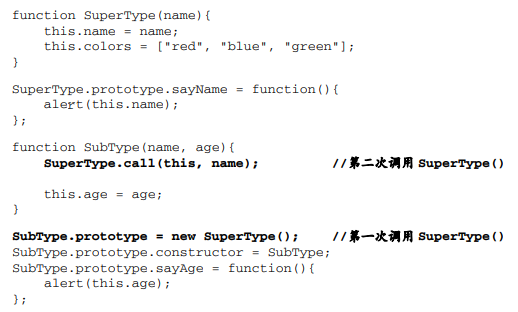 function SuperType(name){
    this.name = name;
    this.colors = ["red", "blue", "green"];
}
SuperType.prototype.sayName = function(){
    alert(this.name);
};
function SubType(name, age){
    SuperType.call(this, name);         //第二次调用 SuperType()
    this.age = age;
}
SubType.prototype = new SuperType();    //第一次调用 SuperType()
SubType.prototype.constructor = SubType;
SubType.prototype.sayAge = function(){
    alert(this.age);
};